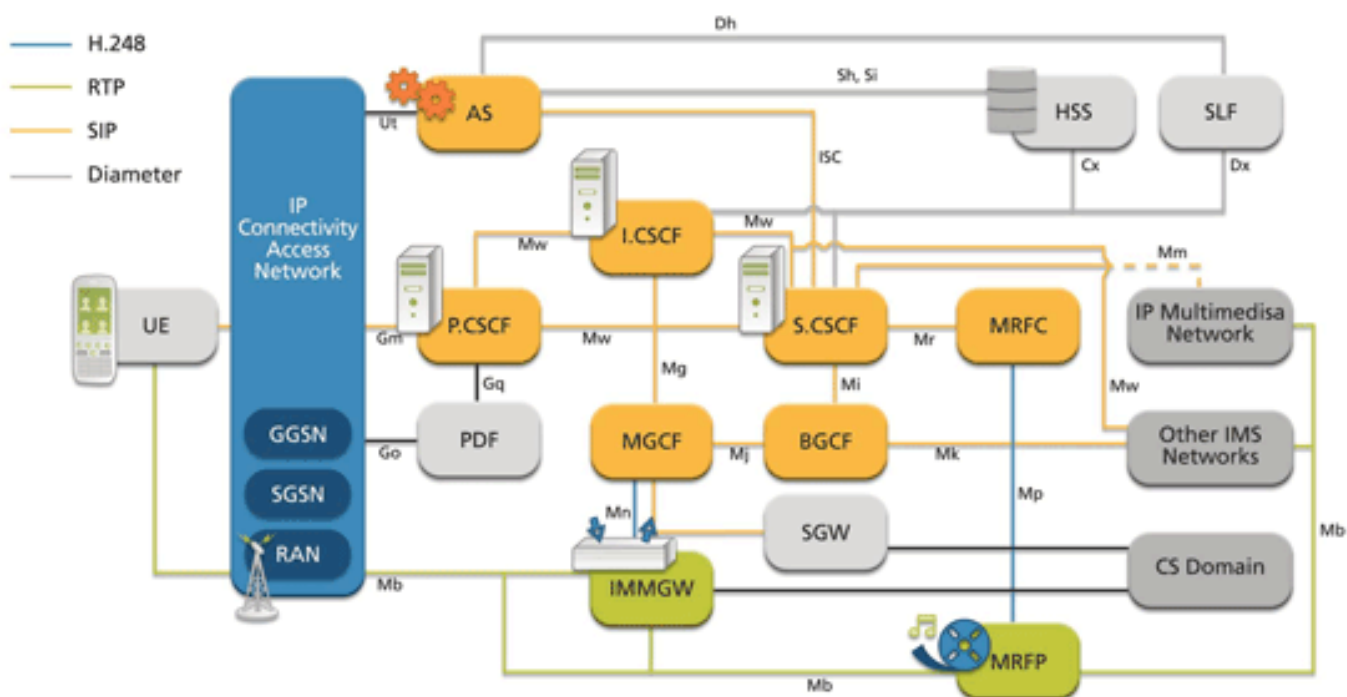 H.248
RTP
SIP
Diameter
Dh
Sh, Si
AS
HSS
SLF
Ut
ISC
Cx
Dx
IP
Connectivity
Access
Network
I.CSCF
Mw
Mw
Mm
UE
P.CSCF
S.CSCF
MRFC
IP Multimedisa
Network
Gm
Mw
Mr
Gq
Mg
Mi
Mw
GGSN
PDF
MGCF
BGCF
Other IMS
Networks
Go
Mj
Mk
SGSN
Mn
Mp
SGW
Mb
RAN
CS Domain
Mb
IMMGW
MRFP
Mb